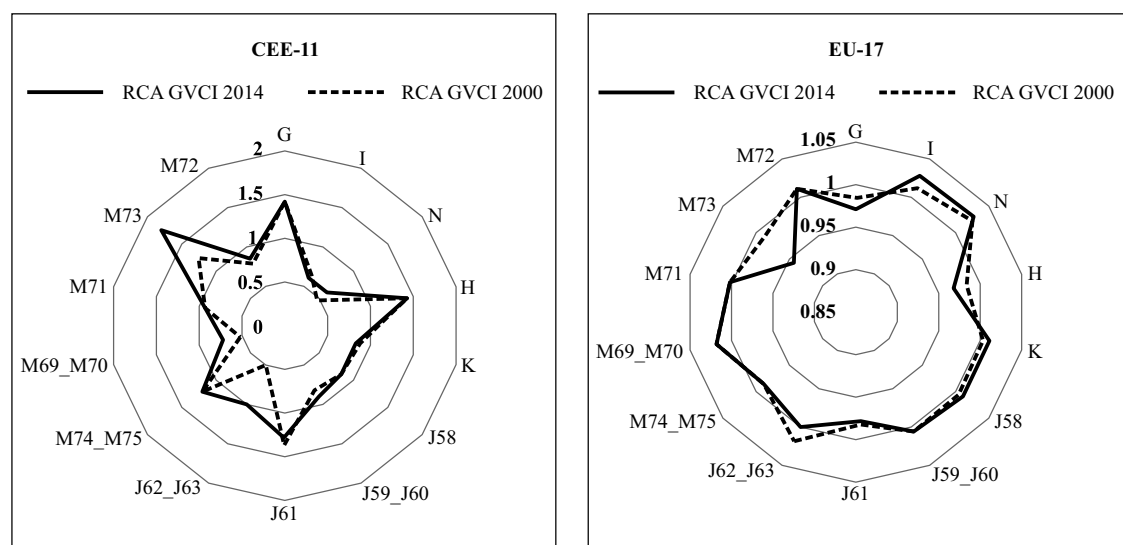 CEE-11
RCA GVCI 2014
RCA GVCI 2000
G
I
N
H
K
J58
J59_J60
J61
J62_J63
M74_M75
M69_M70
M71
M73
M72
2
1.5
1
0.5
0
EU-17
RCA GVCI 2014
RCA GVCI 2000
G
I
N
H
K
J58
J59_J60
J61
J62_J63
M74_M75
M69_M70
M71
M73
M72
1.05
1
0.95
0.9
0.85